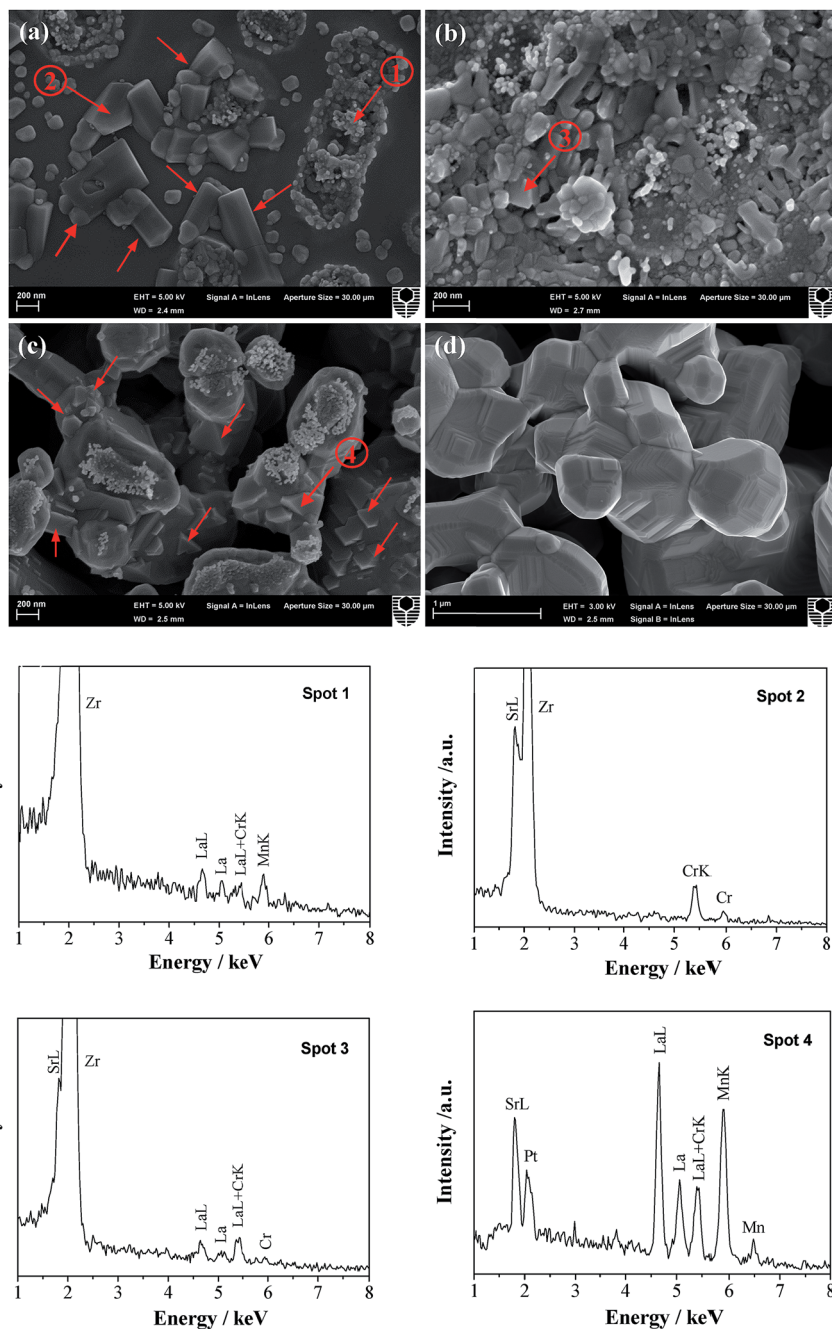 (a)
2
1
200 nm
EHT = 5.00 kV Signal A = InLens Aperture Size = 30.00 µm
WD = 2.4 mm
(b)
3
200 nm
EHT = 5.00 kV Signal A = InLens Aperture Size = 30.00 µm
WD = 2.7 mm
(c)
4
200 nm
EHT = 5.00 kV Signal A = InLens Aperture Size = 30.00 µm
WD = 2.5 mm
(d)
1 µm
EHT = 3.00 kV Signal A = InLens Aperture Size = 30.00 µm
WD = 2.5 mm Signal B = InLens
Spot 1
Zr
LaL
La
LaL+CrK
MnK
1 2 3 4 5 6 7 8
Energy / keV
Spot 2
Intensity /a.u.
SrL
Zr
CrK
Cr
1 2 3 4 5 6 7 8
Energy / keV
Spot 3
SrL
Zr
LaL
La
LaL+CrK
Cr
1 2 3 4 5 6 7 8
Energy / keV
Spot 4
Intensity /a.u.
SrL
Pt
LaL
La
LaL+CrK
MnK
Mn
1 2 3 4 5 6 7 8
Energy / keV